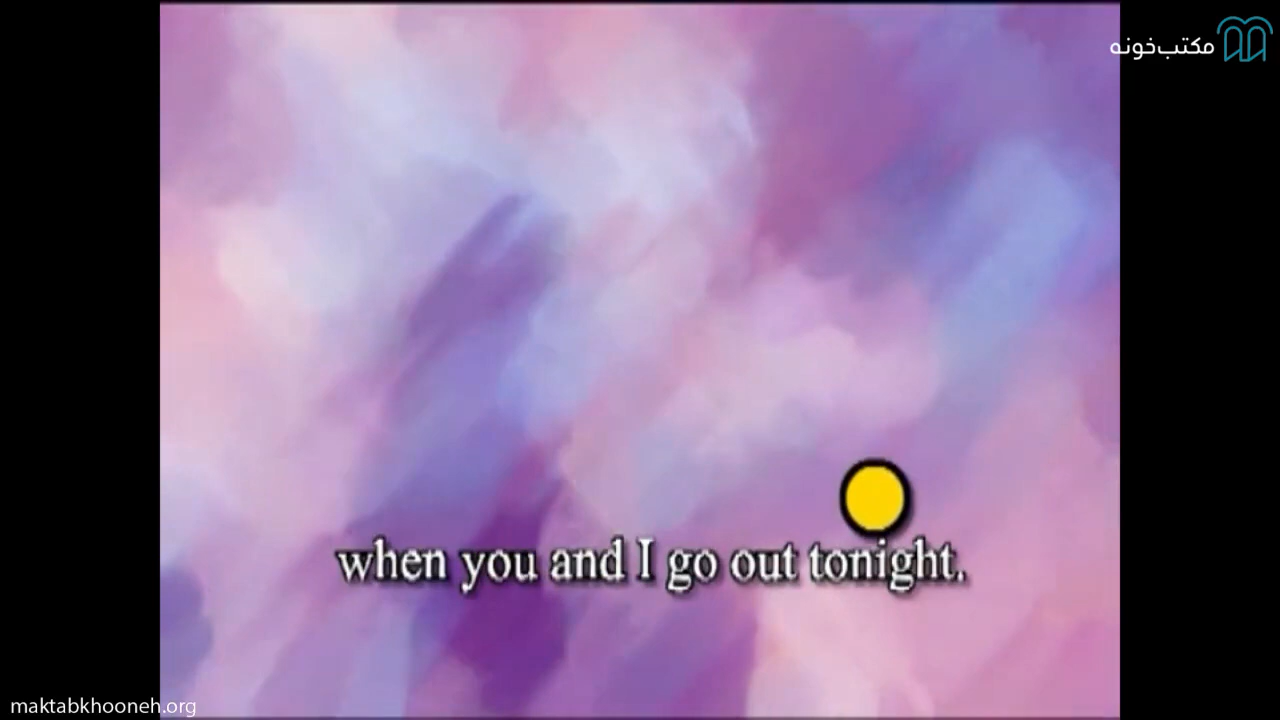 مکتب‌خونه
when you and I go out tonight.
maktabkhooneh.org